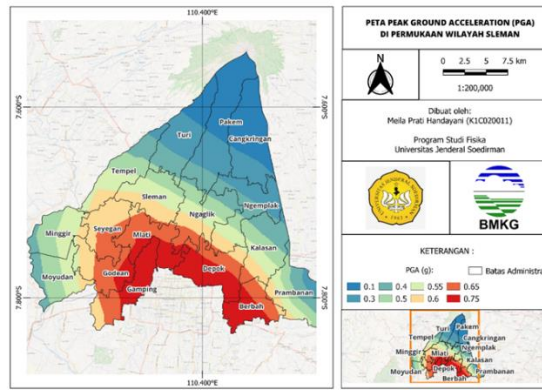 110.400°E
7.600°S
7.600°S
Pakem
Turi
Cangkringan
Tempel
Sleman
Ngemplak
Ngaglik
Minggir
Seyegan
Mlati
Kalasan
Moyudan
Godean
Depok
Gamping
Prambanan
Berbah
7.800°S
7.800°S
110.400°E
PETA PEAK GROUND ACCELERATION (PGA)
DI PERMUKAAN WILAYAH SLEMAN
N
0 2.5 5 7.5 km
1:200,000
Dibuat oleh:
Meila Prati Handayani (K1C020011)
Program Studi Fisika
Universitas Jenderal Soedirman
BMKG
KETERANGAN :
PGA (g): Batas Administra
0.1 0.4 0.55 0.65
0.3 0.5 0.6 0.75
Pakem
Turi
Cangkringan
Tempel
Ngemplak
Minggir Mlati
Kalasan
Depok
Moyudan
Prambanan
Berbah